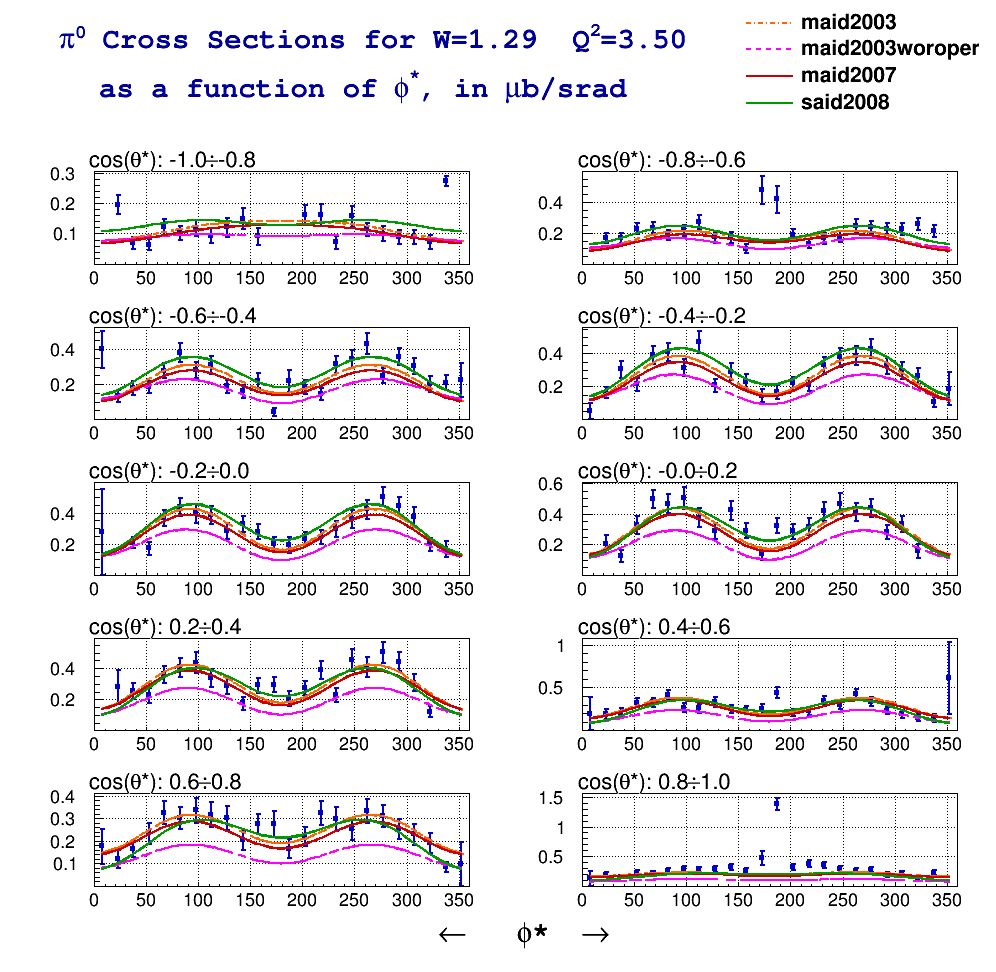 π⁰ Cross Sections for W=1.29 Q²=3.50
as a function of ϕ*, in μb/srad
maid2003
maid2003woroper
maid2007
said2008
cos(θ*): -1.0÷-0.8
0.3
0.2
0.1
0 50 100 150 200 250 300 350
cos(θ*): -0.8÷-0.6
0.4
0.2
0 50 100 150 200 250 300 350
cos(θ*): -0.6÷-0.4
0.4
0.2
0 50 100 150 200 250 300 350
cos(θ*): -0.4÷-0.2
0.4
0.2
0 50 100 150 200 250 300 350
cos(θ*): -0.2÷0.0
0.4
0.2
0 50 100 150 200 250 300 350
cos(θ*): -0.0÷0.2
0.6
0.4
0.2
0 50 100 150 200 250 300 350
cos(θ*): 0.2÷0.4
0.4
0.2
0 50 100 150 200 250 300 350
cos(θ*): 0.4÷0.6
1
0.5
0 50 100 150 200 250 300 350
cos(θ*): 0.6÷0.8
0.4
0.3
0.2
0.1
0 50 100 150 200 250 300 350
cos(θ*): 0.8÷1.0
1.5
1
0.5
0 50 100 150 200 250 300 350
← ϕ* →